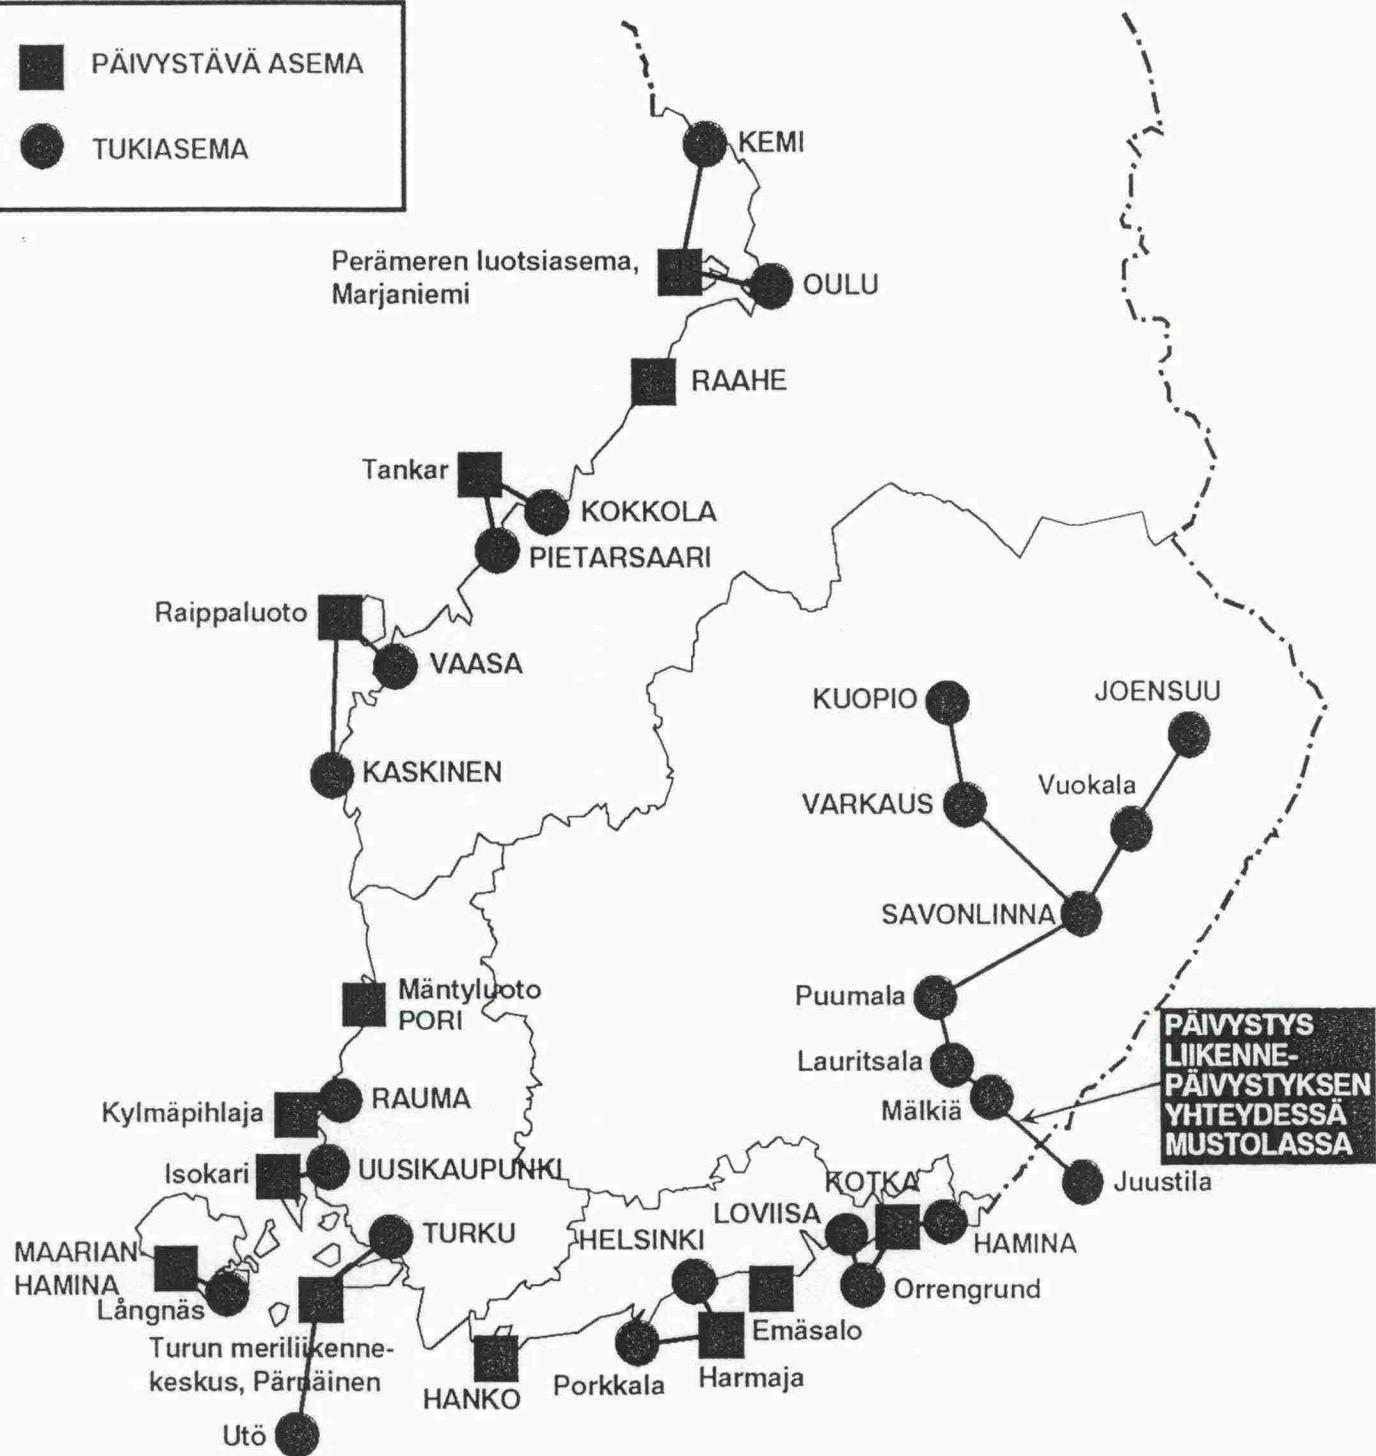 PÄIVYSTÄVÄ ASEMA
TUKIASEMA
KEMI
Perämeren luotsiasema,
Marjaniemi
OULU
RAAHE
Tankar
KOKKOLA
PIETARSAARI
Raippaluoto
VAASA
KASKINEN
KUOPIO
JOENSUU
Vuokala
VARKAUS
SAVONLINNA
Puumala
Lauritsala
Mälkiä
PÄIVYSTYS
LIIKENNE-
PÄIVYSTYKSEN
YHTEYDESSÄ
MUSTOLASSA
Juustila
Mäntyluoto
PORI
RAUMA
Kylmäpihlaja
Isokari
UUSIKAUPUNKI
TURKU
MAARIAN
HAMINA
Långnäs
Turun meriliikenne-
keskus, Pärnäinen
Utö
HANKO
Porkkala
HELSINKI
Harmaja
Emäsalo
LOVIISA
KOTKA
HAMINA
Orrengrund